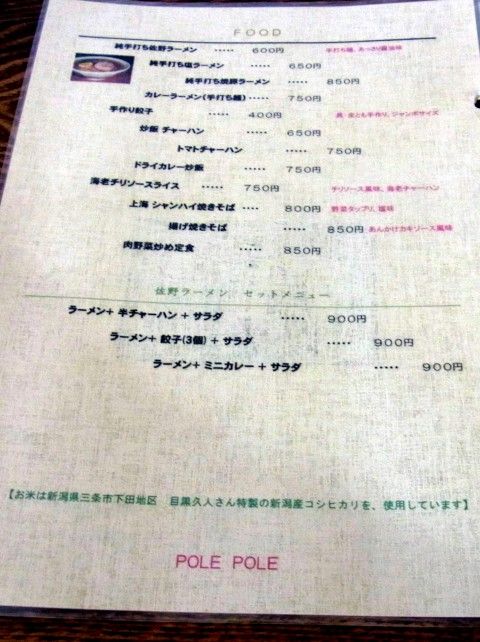 FOOD
純手打ち佐野ラーメン ····· 600円 手打ち麺、あっさり醤油味
純手打ち塩ラーメン ···· 650円
純手打ち焼豚ラーメン ····· 850円
カレーラーメン(手打ち麺) ····· 750円
手作り餃子 ····· 400円 具・皮とも手作り、ジャンボサイズ
炒飯 チャーハン ····· 650円
トマトチャーハン ····· 750円
ドライカレー炒飯 ····· 750円
海老チリソースライス ····· 750円 チリソース風味、海老チャーハン
上海 シャンハイ焼きそば ···· 800円 野菜タップリ、塩味
揚げ焼きそば ····· 850円 あんかけカキソース風味
肉野菜炒め定食 ····· 850円
佐野ラーメン セットメニュー
ラーメン+ 半チャーハン + サラダ ····· 900円
ラーメン+ 餃子(3個) + サラダ ····· 900円
ラーメン+ ミニカレー + サラダ ····· 900円
【お米は新潟県三条市下田地区 目黒久人さん特製の新潟産コシヒカリを、使用しています】
POLE POLE